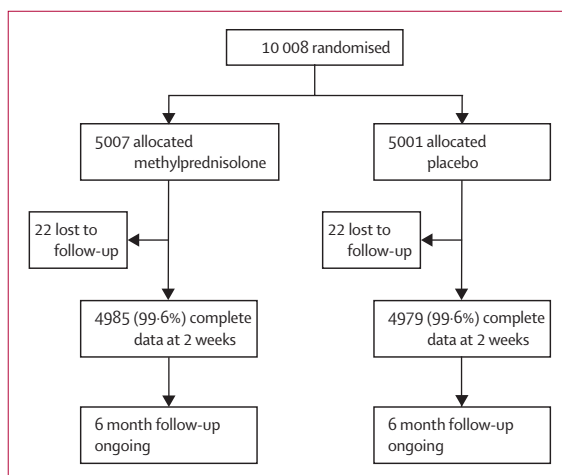 10 008 randomised
5007 allocated
methylprednisolone
5001 allocated
placebo
22 lost to
follow-up
22 lost to
follow-up
4985 (99·6%) complete
data at 2 weeks
4979 (99·6%) complete
data at 2 weeks
6 month follow-up
ongoing
6 month follow-up
ongoing